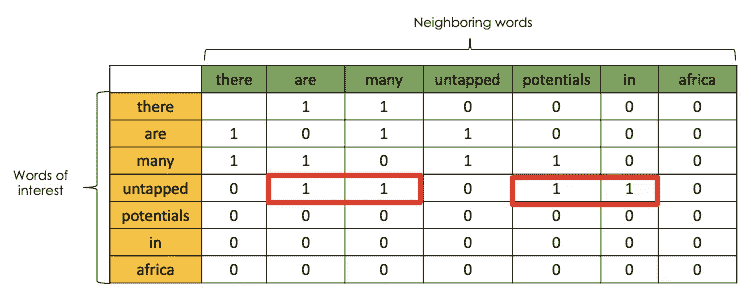 Neighboring words
there are many untapped potentials in africa
there 1 1 0 0 0 0
are 1 0 1 1 0 0 0
Words of interest
many 1 1 0 1 1 0 0
untapped 0 1 1 0 1 1 0
potentials 0 0 0 0 0 0 0
in 0 0 0 0 0 0 0
africa 0 0 0 0 0 0 0